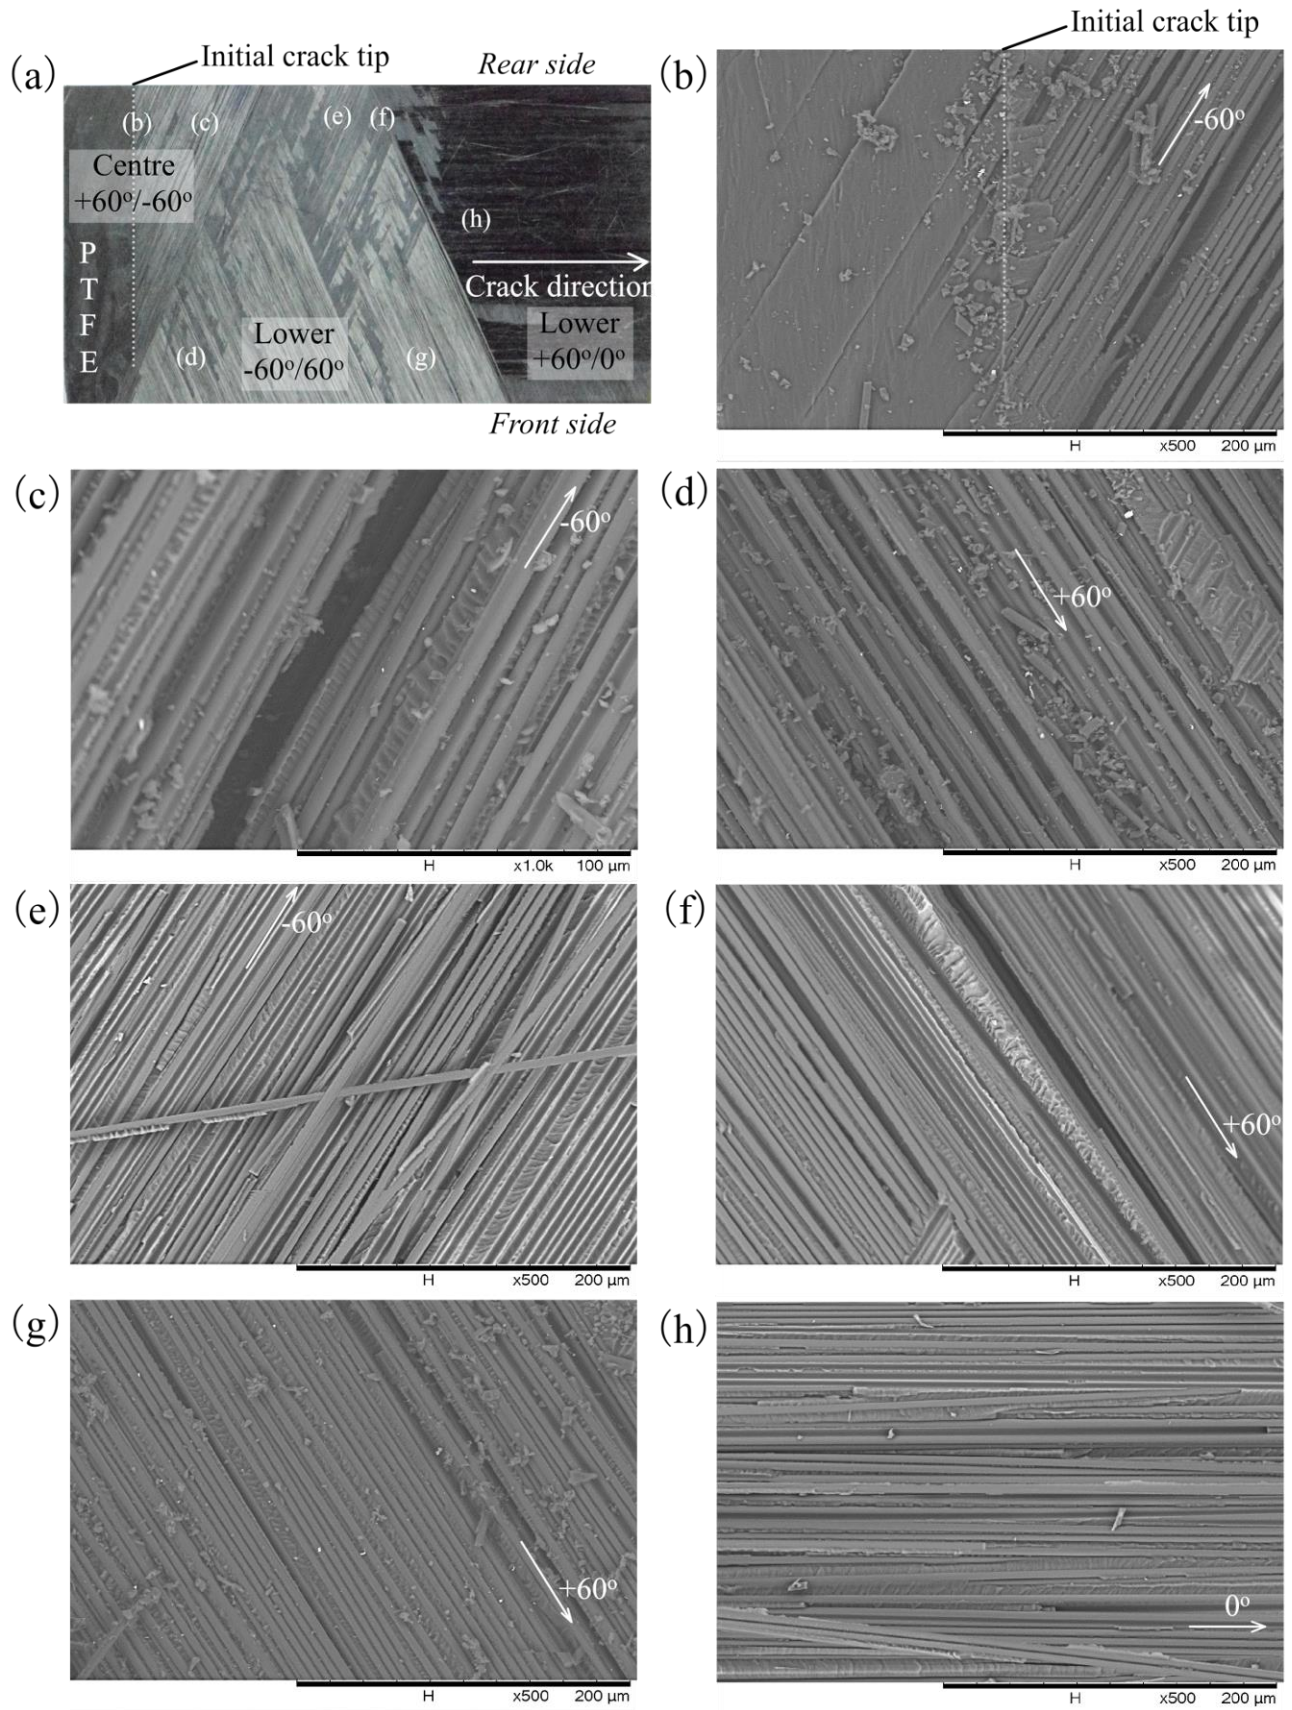 Initial crack tip
(a)
Initial crack tip
Rear side
(b)
(b)
(c)
(e)
(f)
Centre
+60°/-60°
(h)
P
T
F
E
Crack direction
Lower
-60°/60°
Lower
+60°/0°
(d)
(g)
Front side
-60°
H x500 200 µm
(c)
-60°
H x1.0k 100 µm
(d)
+60°
H x500 200 µm
(e)
-60°
H x500 200 µm
(f)
+60°
H x500 200 µm
(g)
+60°
H x500 200 µm
(h)
0°
H x500 200 µm